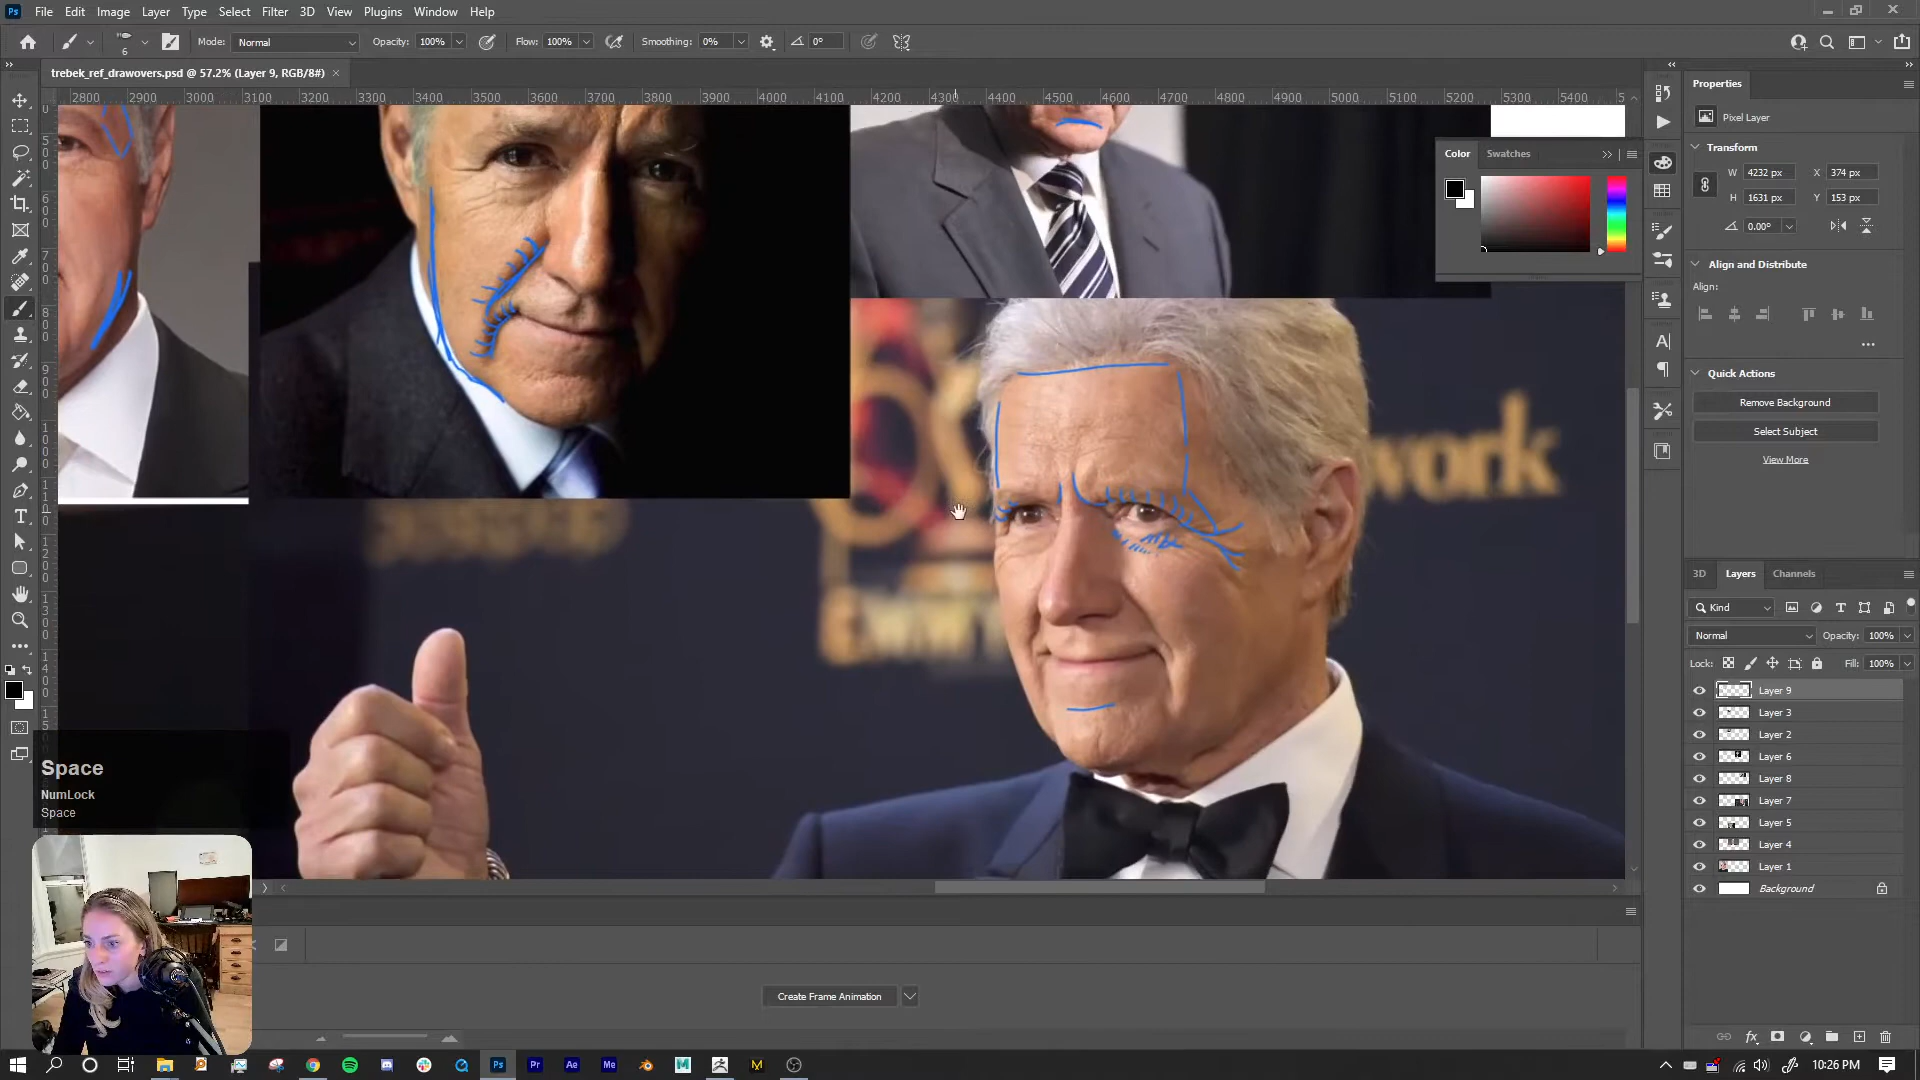 File Edit Image Layer Type Select Filter 3D View Plugins Window Help
6 Mode: Normal Opacity: 100% Flow: 100% Smoothing: 0% 0°
trebek_ref_drawovers.psd @ 57.2% (Layer 9, RGB/8#)
2800 2900 3000 3100 3200 3300 3400 3500 3600 3700 3800 3900 4000 4100 4200 4300 4400 4500 4600 4700 4800 4900 5000 5100 5200 5300 5400
Properties
Pixel Layer
Color Swatches
Transform
W 4232 px X 374 px
H 1631 px Y 153 px
0.00°
Align and Distribute
Align:
Quick Actions
Remove Background
Select Subject
View More
work
3D Layers Channels
Kind
Normal Opacity: 100%
Lock: Fill: 100%
Layer 9
Layer 3
Layer 2
Layer 6
Layer 8
Layer 7
Layer 5
Layer 4
Layer 1
Background
Space
NumLock
Space
Create Frame Animation
10:26 PM